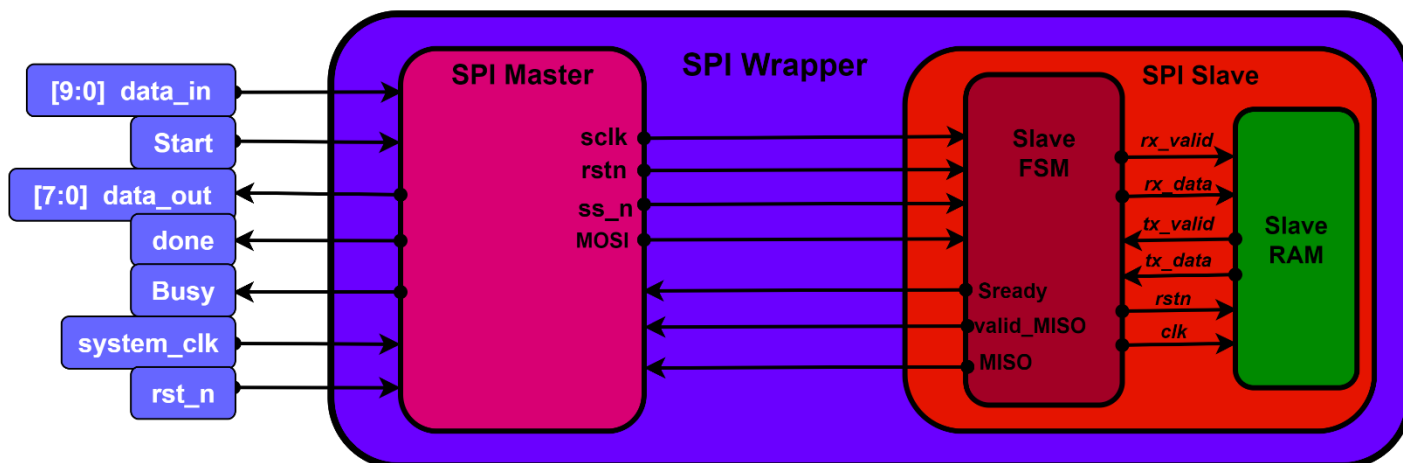 [9:0] data_in
Start
[7:0] data_out
done
Busy
system_clk
rst_n
SPI Wrapper
SPI Master
sclk
rstn
ss_n
MOSI
SPI Slave
Slave
FSM
Sready
valid_MISO
MISO
rx_valid
rx_data
tx_valid
tx_data
rstn
clk
Slave
RAM